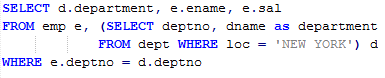 SELECT d.department, e.ename, e.sal
FROM emp e, (SELECT deptno, dname as department
FROM dept WHERE loc = 'NEW YORK') d
WHERE e.deptno = d.deptno